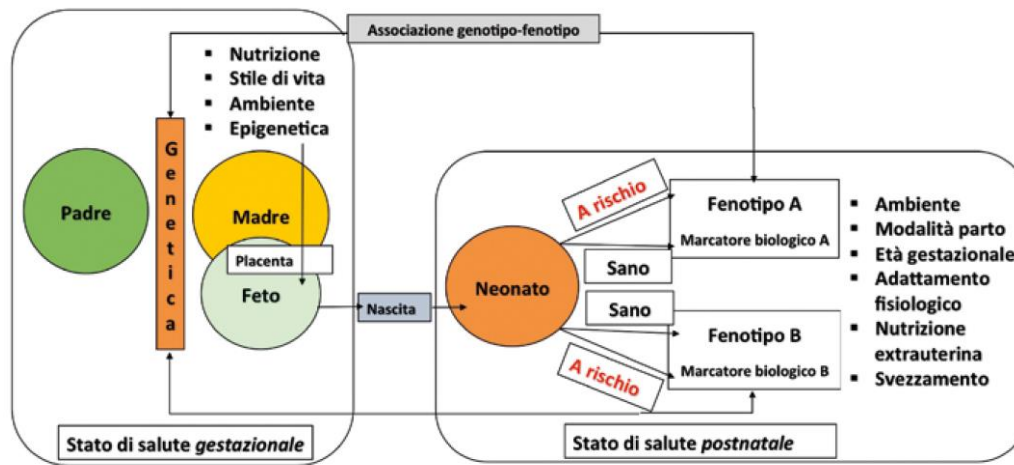 Associazione genotipo-fenotipo
▪ Nutrizione
▪ Stile di vita
▪ Ambiente
▪ Epigenetica
Padre
Genetica
Madre
Placenta
Feto
Nascita
Stato di salute gestazionale
Neonato
A rischio
Sano
Sano
A rischio
Fenotipo A
Marcatore biologico A
Fenotipo B
Marcatore biologico B
▪ Ambiente
▪ Modalità parto
▪ Età gestazionale
▪ Adattamento
fisiologico
▪ Nutrizione
extrauterina
▪ Svezzamento
Stato di salute postnatale